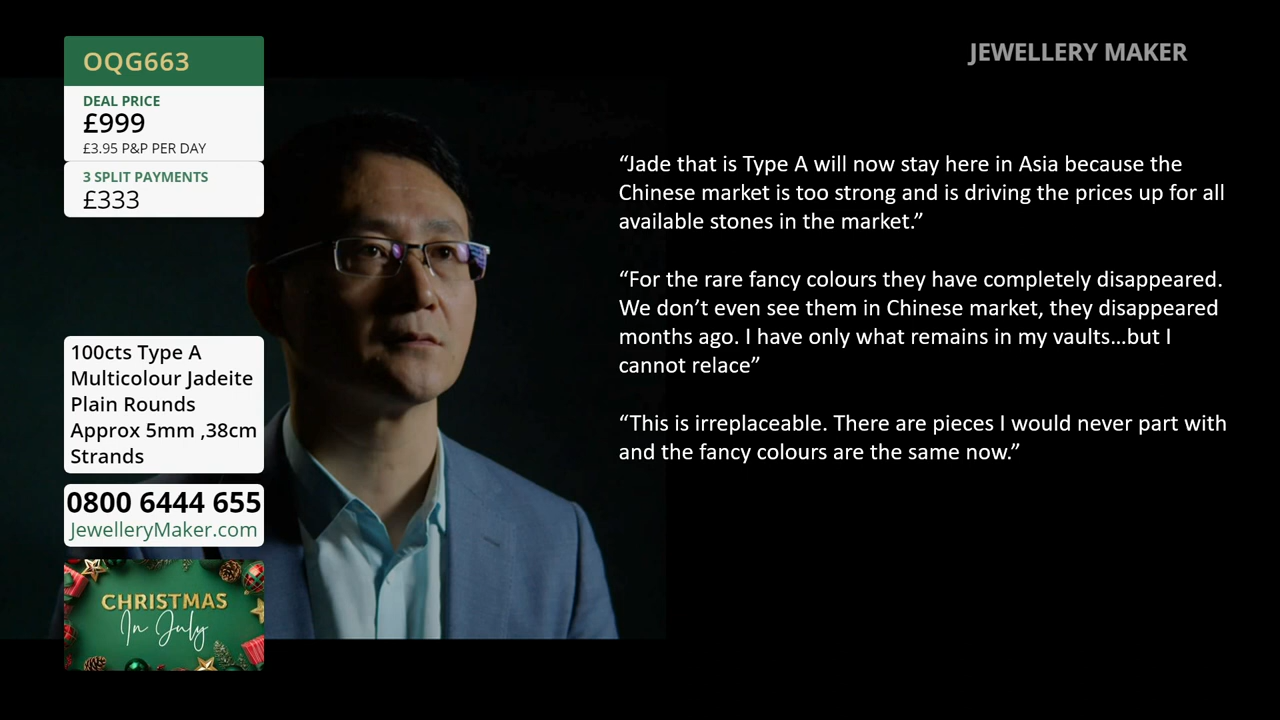 OQG663
DEAL PRICE
£999
£3.95 P&P PER DAY
3 SPLIT PAYMENTS
£333
100cts Type A
Multicolour Jadeite
Plain Rounds
Approx 5mm ,38cm
Strands
0800 6444 655
JewelleryMaker.com
CHRISTMAS
In July
JEWELLERY MAKER
“Jade that is Type A will now stay here in Asia because the
Chinese market is too strong and is driving the prices up for all
available stones in the market.”
“For the rare fancy colours they have completely disappeared.
We don’t even see them in Chinese market, they disappeared
months ago. I have only what remains in my vaults…but I
cannot relace”
“This is irreplaceable. There are pieces I would never part with
and the fancy colours are the same now.”